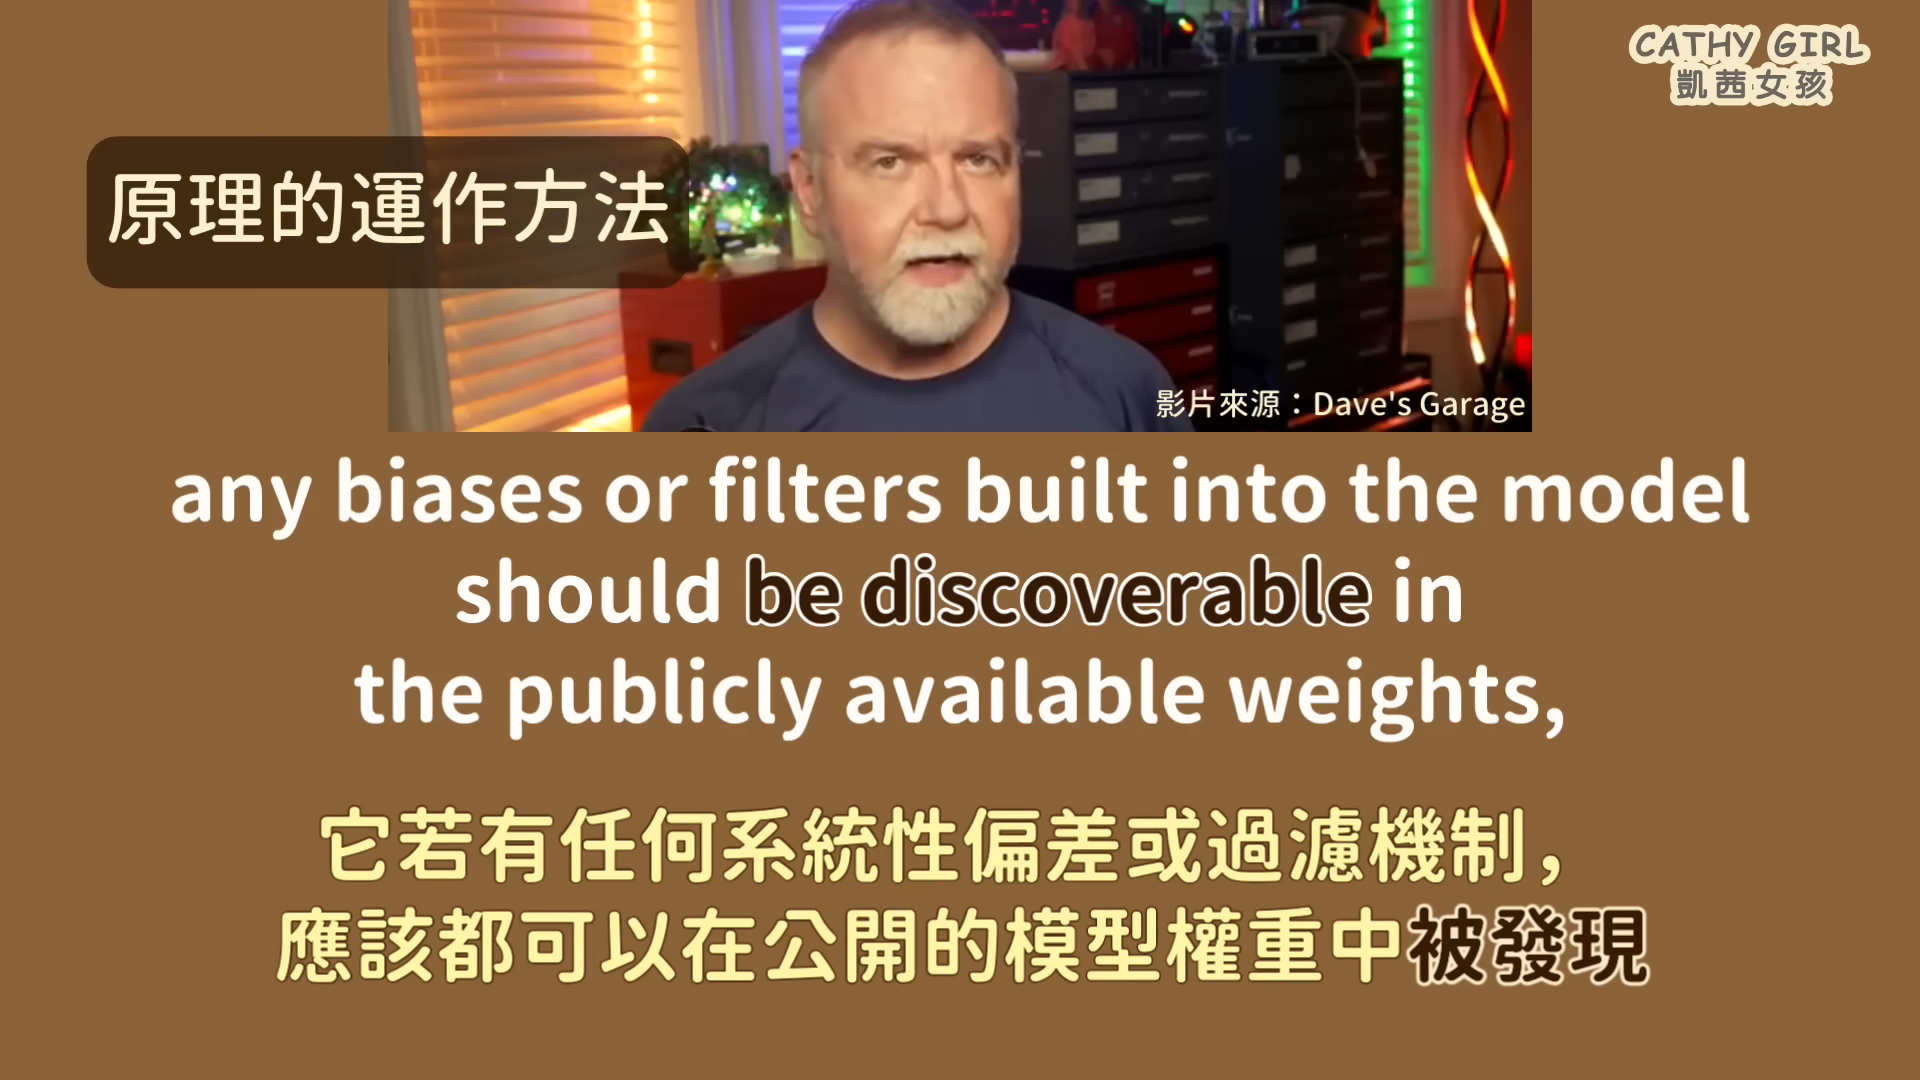 CATHY GIRL
凱茜女孩
原理的運作方法
影片來源：Dave's Garage
any biases or filters built into the model
should be discoverable in
the publicly available weights,
它若有任何系統性偏差或過濾機制，
應該都可以在公開的模型權重中被發現